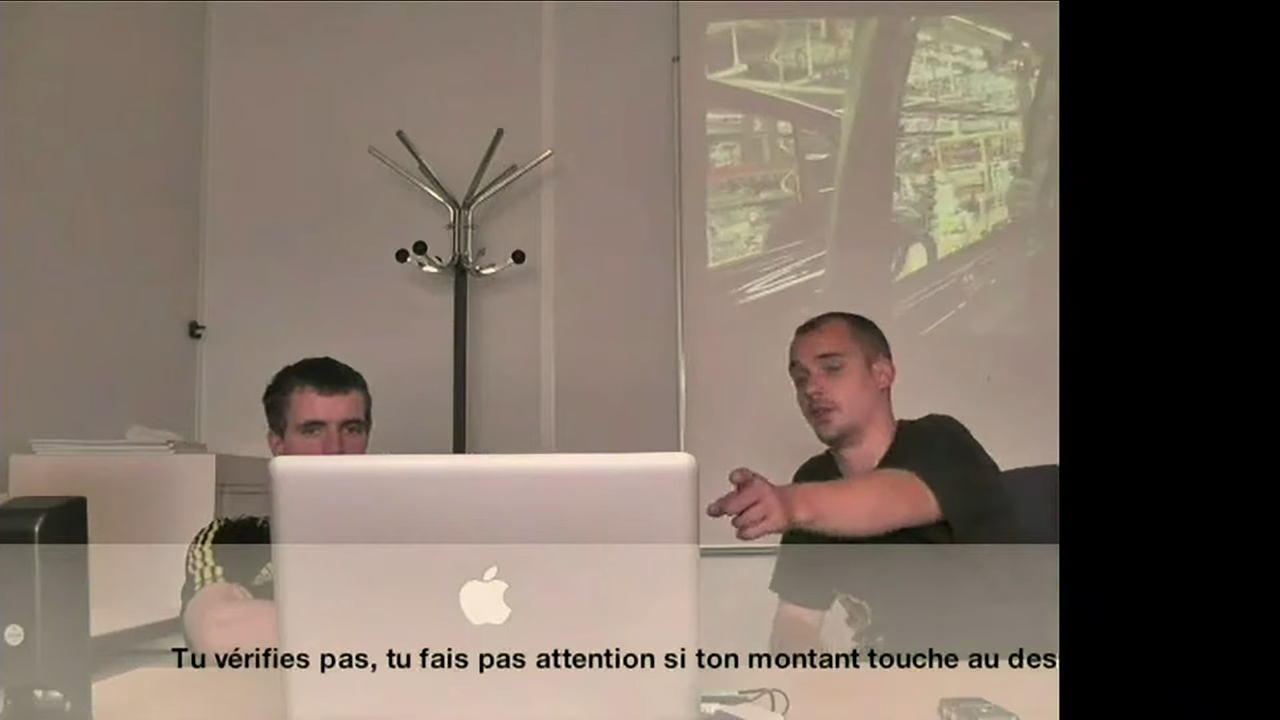 Tu vérifies pas, tu fais pas attention si ton montant touche au des